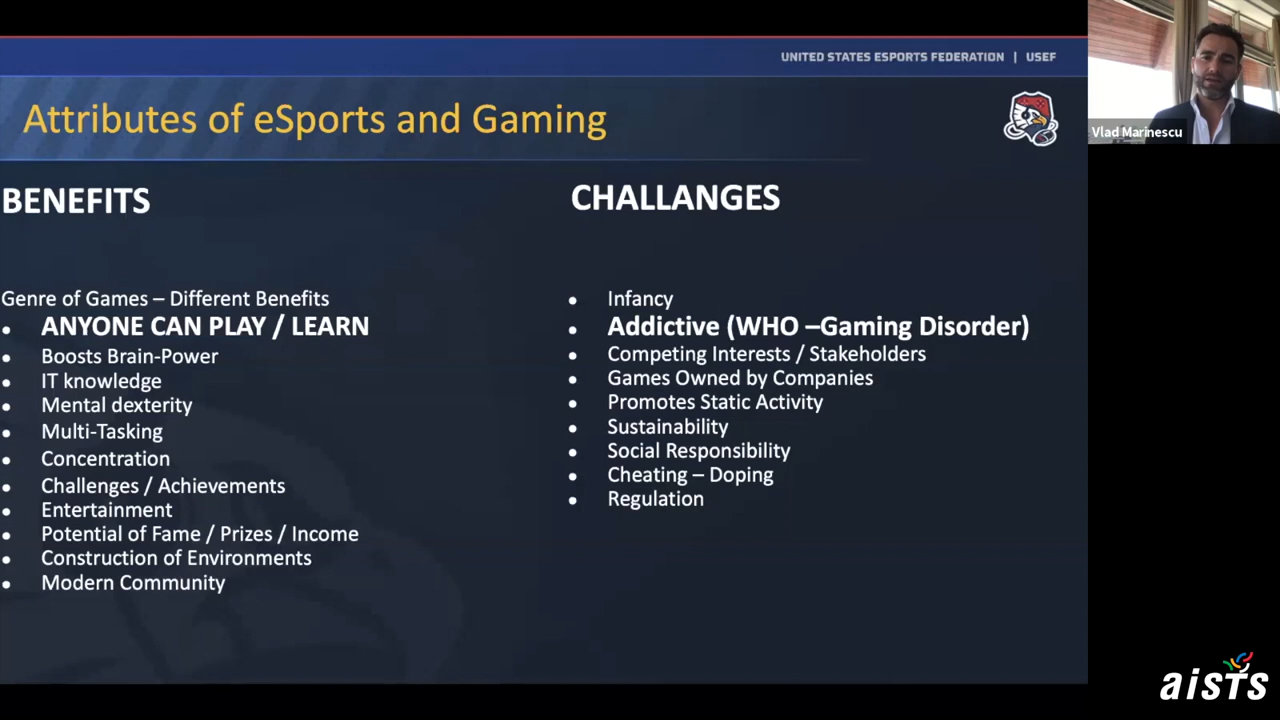 UNITED STATES ESPORTS FEDERATION | USEF
Attributes of eSports and Gaming
Vlad Marinescu
BENEFITS
Genre of Games – Different Benefits
• ANYONE CAN PLAY / LEARN
• Boosts Brain-Power
• IT knowledge
• Mental dexterity
• Multi-Tasking
• Concentration
• Challenges / Achievements
• Entertainment
• Potential of Fame / Prizes / Income
• Construction of Environments
• Modern Community
CHALLANGES
• Infancy
• Addictive (WHO –Gaming Disorder)
• Competing Interests / Stakeholders
• Games Owned by Companies
• Promotes Static Activity
• Sustainability
• Social Responsibility
• Cheating – Doping
• Regulation
aisTs